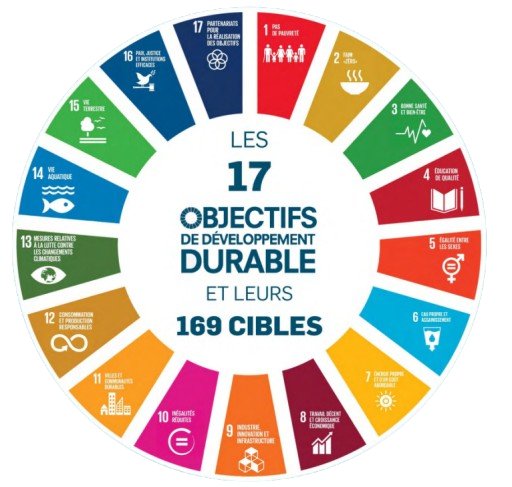 LES
17
OBJECTIFS
DE DÉVELOPPEMENT
DURABLE
ET LEURS
169 CIBLES
1 PAS
DE PAUVRETÉ
2 FAIM
«ZÉRO»
3 BONNE SANTÉ
ET BIEN-ÊTRE
4 ÉDUCATION
DE QUALITÉ
5 ÉGALITÉ ENTRE
LES SEXES
6 EAU PROPRE ET
ASSAINISSEMENT
7 ÉNERGIE PROPRE
ET D'UN COÛT
ABORDABLE
8 TRAVAIL DÉCENT
ET CROISSANCE
ÉCONOMIQUE
9 INDUSTRIE,
INNOVATION ET
INFRASTRUCTURE
10 INÉGALITÉS
RÉDUITES
11 VILLES ET
COMMUNAUTÉS
DURABLES
12 CONSOMMATION
ET PRODUCTION
RESPONSABLES
13 MESURES RELATIVES
À LA LUTTE CONTRE
LES CHANGEMENTS
CLIMATIQUES
14 VIE
AQUATIQUE
15 VIE
TERRESTRE
16 PAIX, JUSTICE
ET INSTITUTIONS
EFFICACES
17 PARTENARIATS
POUR
LA RÉALISATION
DES OBJECTIFS